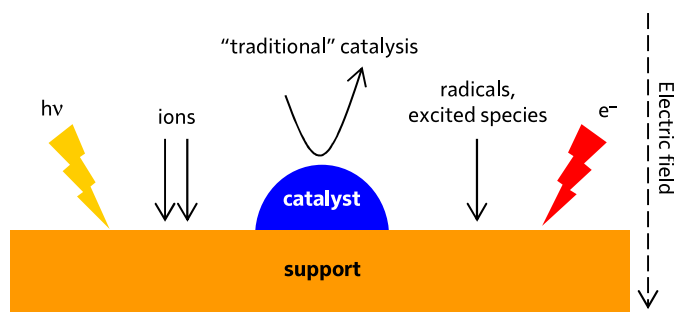 “traditional” catalysis
hν
ions
radicals,
excited species
e⁻
Electric field
catalyst
support